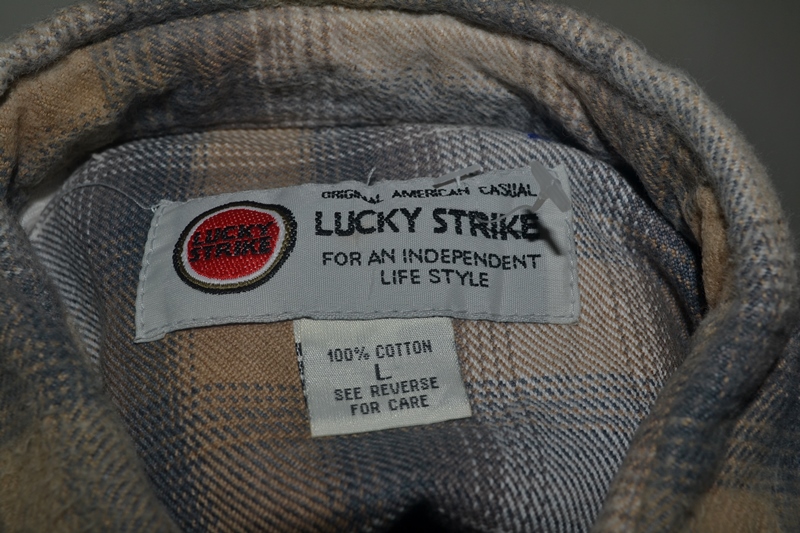 ORIGINAL AMERICAN CASUAL
LUCKY STRIKE
LUCKY
STRIKE
FOR AN INDEPENDENT
LIFE STYLE
100% COTTON
L
SEE REVERSE
FOR CARE